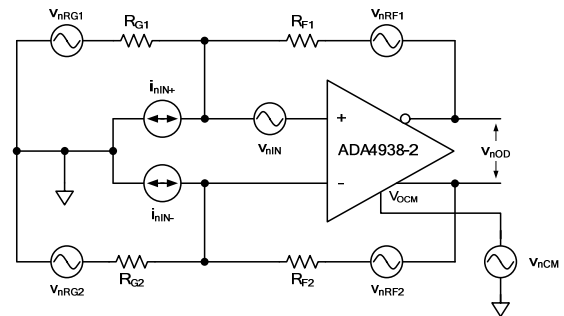 VnRG1
RG1
RF1
VnRF1
inIN+
+
VnIN
ADA4938-2
VnOD
inIN–
–
VOCM
VnRG2
RG2
RF2
VnRF2
VnCM